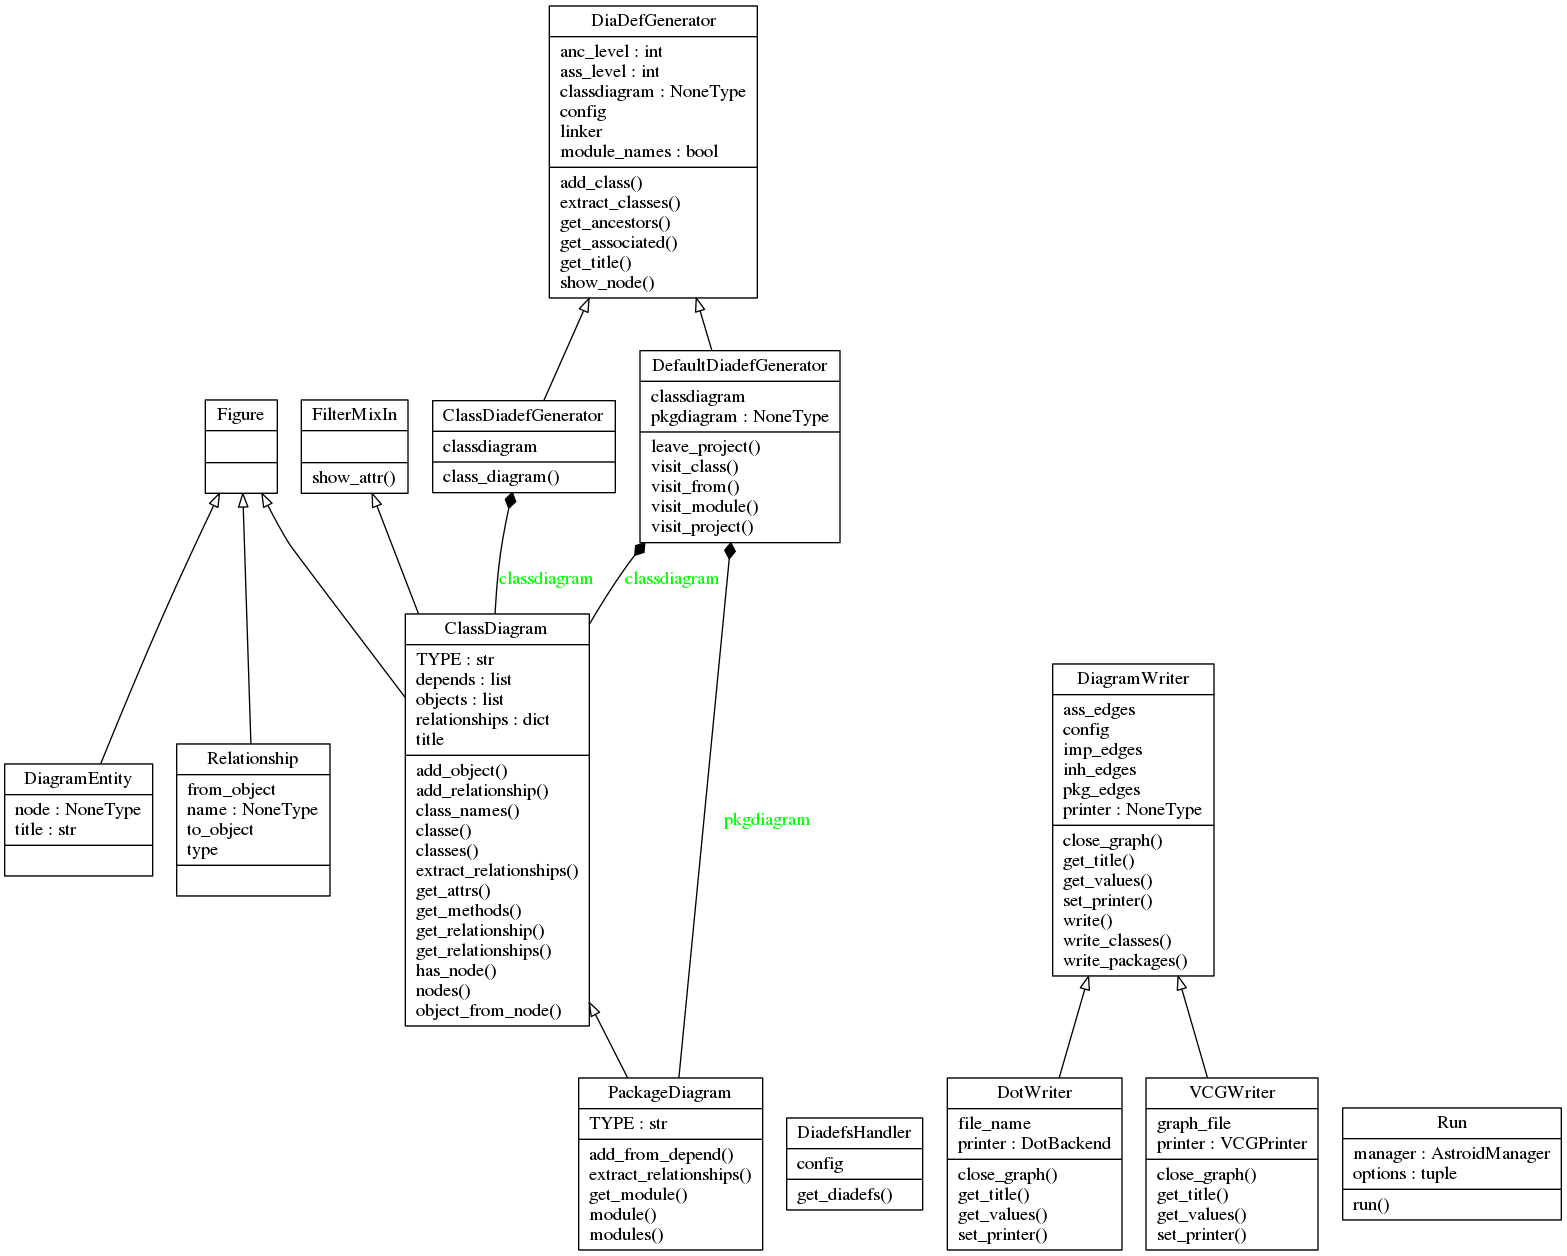 DiaDefGenerator
anc_level : int
ass_level : int
classdiagram : NoneType
config
linker
module_names : bool
add_class()
extract_classes()
get_ancestors()
get_associated()
get_title()
show_node()
DefaultDiadefGenerator
classdiagram
pkgdiagram : NoneType
leave_project()
visit_class()
visit_from()
visit_module()
visit_project()
Figure
FilterMixIn
show_attr()
ClassDiadefGenerator
classdiagram
class_diagram()
classdiagram
classdiagram
ClassDiagram
TYPE : str
depends : list
objects : list
relationships : dict
title
add_object()
add_relationship()
class_names()
classe()
classes()
extract_relationships()
get_attrs()
get_methods()
get_relationship()
get_relationships()
has_node()
nodes()
object_from_node()
DiagramEntity
node : NoneType
title : str
Relationship
from_object
name : NoneType
to_object
type
pkgdiagram
DiagramWriter
ass_edges
config
imp_edges
inh_edges
pkg_edges
printer : NoneType
close_graph()
get_title()
get_values()
set_printer()
write()
write_classes()
write_packages()
PackageDiagram
TYPE : str
add_from_depend()
extract_relationships()
get_module()
module()
modules()
DiadefsHandler
config
get_diadefs()
DotWriter
file_name
printer : DotBackend
close_graph()
get_title()
get_values()
set_printer()
VCGWriter
graph_file
printer : VCGPrinter
close_graph()
get_title()
get_values()
set_printer()
Run
manager : AstroidManager
options : tuple
run()